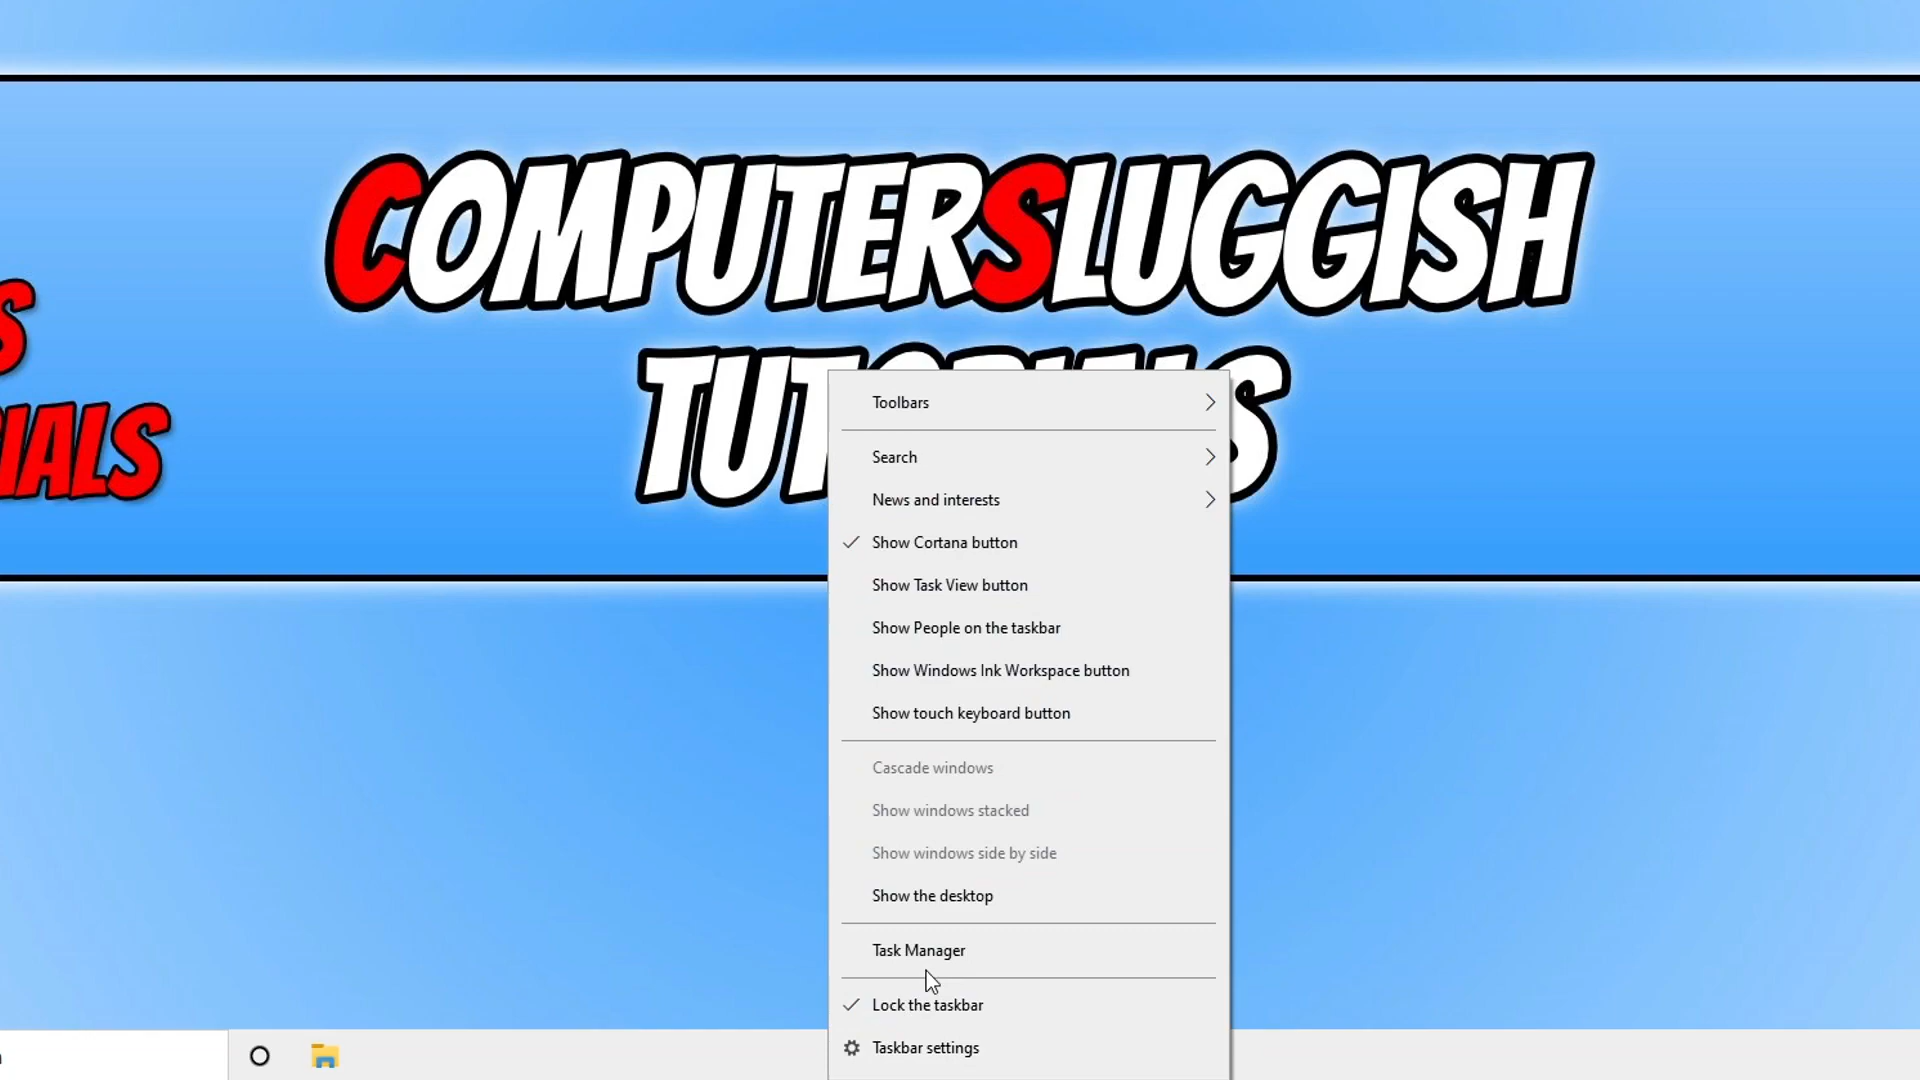 COMPUTERSLUGGISH
TUTORIALS
S
IALS
Toolbars
Search
News and interests
Show Cortana button
Show Task View button
Show People on the taskbar
Show Windows Ink Workspace button
Show touch keyboard button
Cascade windows
Show windows stacked
Show windows side by side
Show the desktop
Task Manager
Lock the taskbar
Taskbar settings